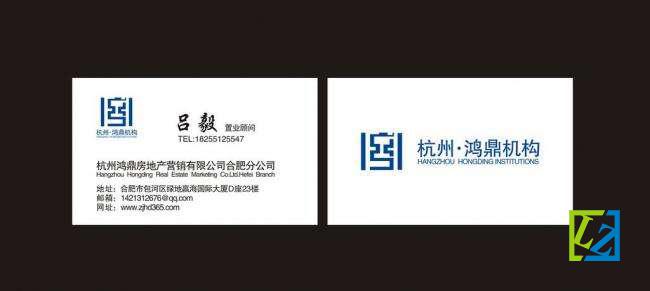 杭州·鸿鼎机构
吕毅 置业顾问
TEL:18255125547
杭州鸿鼎房地产营销有限公司合肥分公司
Hangzhou Hongding Real Estate Marketing Co.Ltd.Hefei Branch
地址：合肥市包河区绿地赢海国际大厦D座23楼
邮箱：1421312676@qq.com
网址：www.zjhd365.com
杭州·鸿鼎机构
HANGZHOU HONGDING INSTITUTIONS
LZ